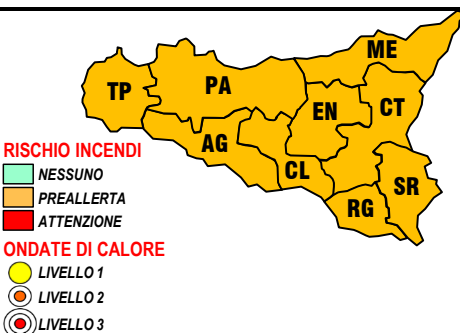 ME
PA
TP
EN
CT
AG
CL
SR
RG
RISCHIO INCENDI
NESSUNO
PREALLERTA
ATTENZIONE
ONDATE DI CALORE
LIVELLO 1
LIVELLO 2
LIVELLO 3